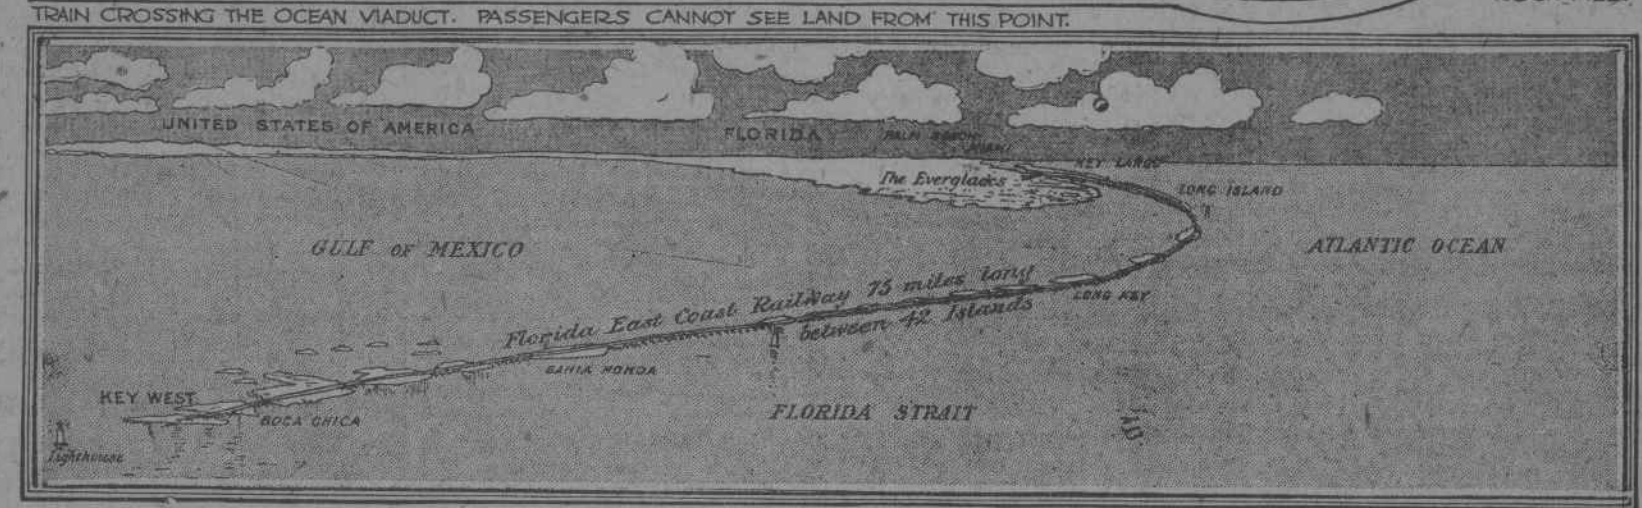 TRAIN CROSSING THE OCEAN VIADUCT. PASSENGERS CANNOT SEE LAND FROM THIS POINT.
UNITED STATES OF AMERICA
FLORIDA
PALM BEACH
MIAMI
KEY LARGO
The Everglades
LONG ISLAND
GULF OF MEXICO
ATLANTIC OCEAN
Florida East Coast Railway 75 miles long
between 42 Islands
LONG KEY
BAHIA HONDA
KEY WEST
BOCA CHICA
FLORIDA STRAIT
Lighthouse